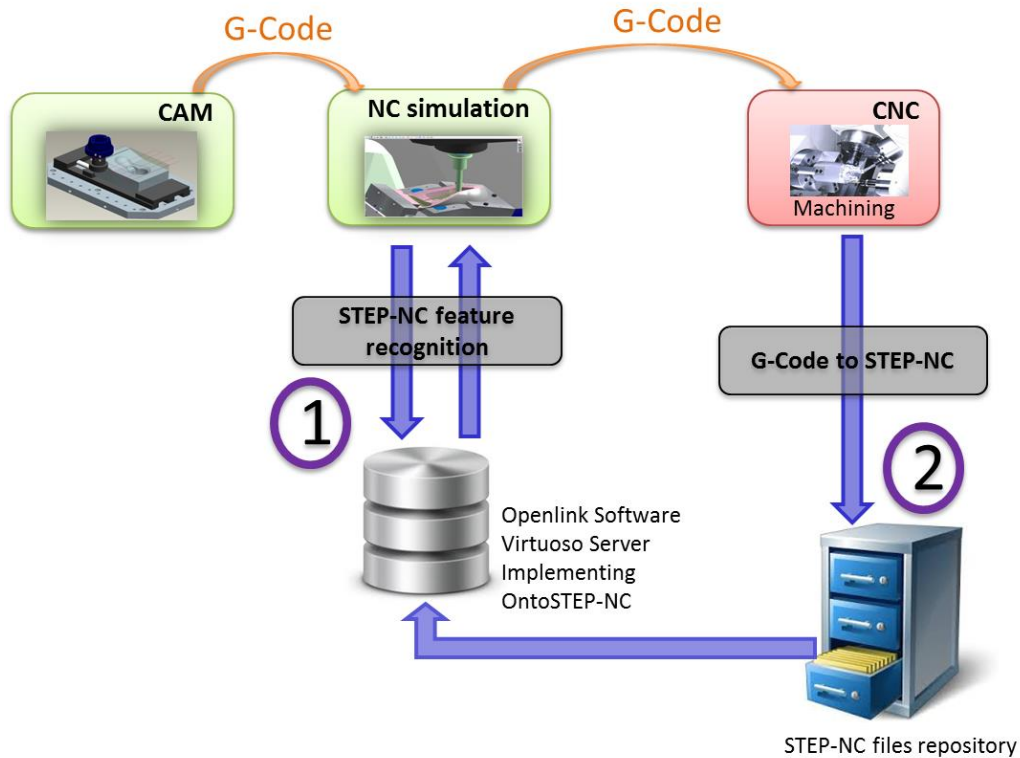 G-Code
G-Code
CAM
NC simulation
CNC
Machining
STEP-NC feature
recognition
G-Code to STEP-NC
1
2
Openlink Software
Virtuoso Server
Implementing
OntoSTEP-NC
STEP-NC files repository